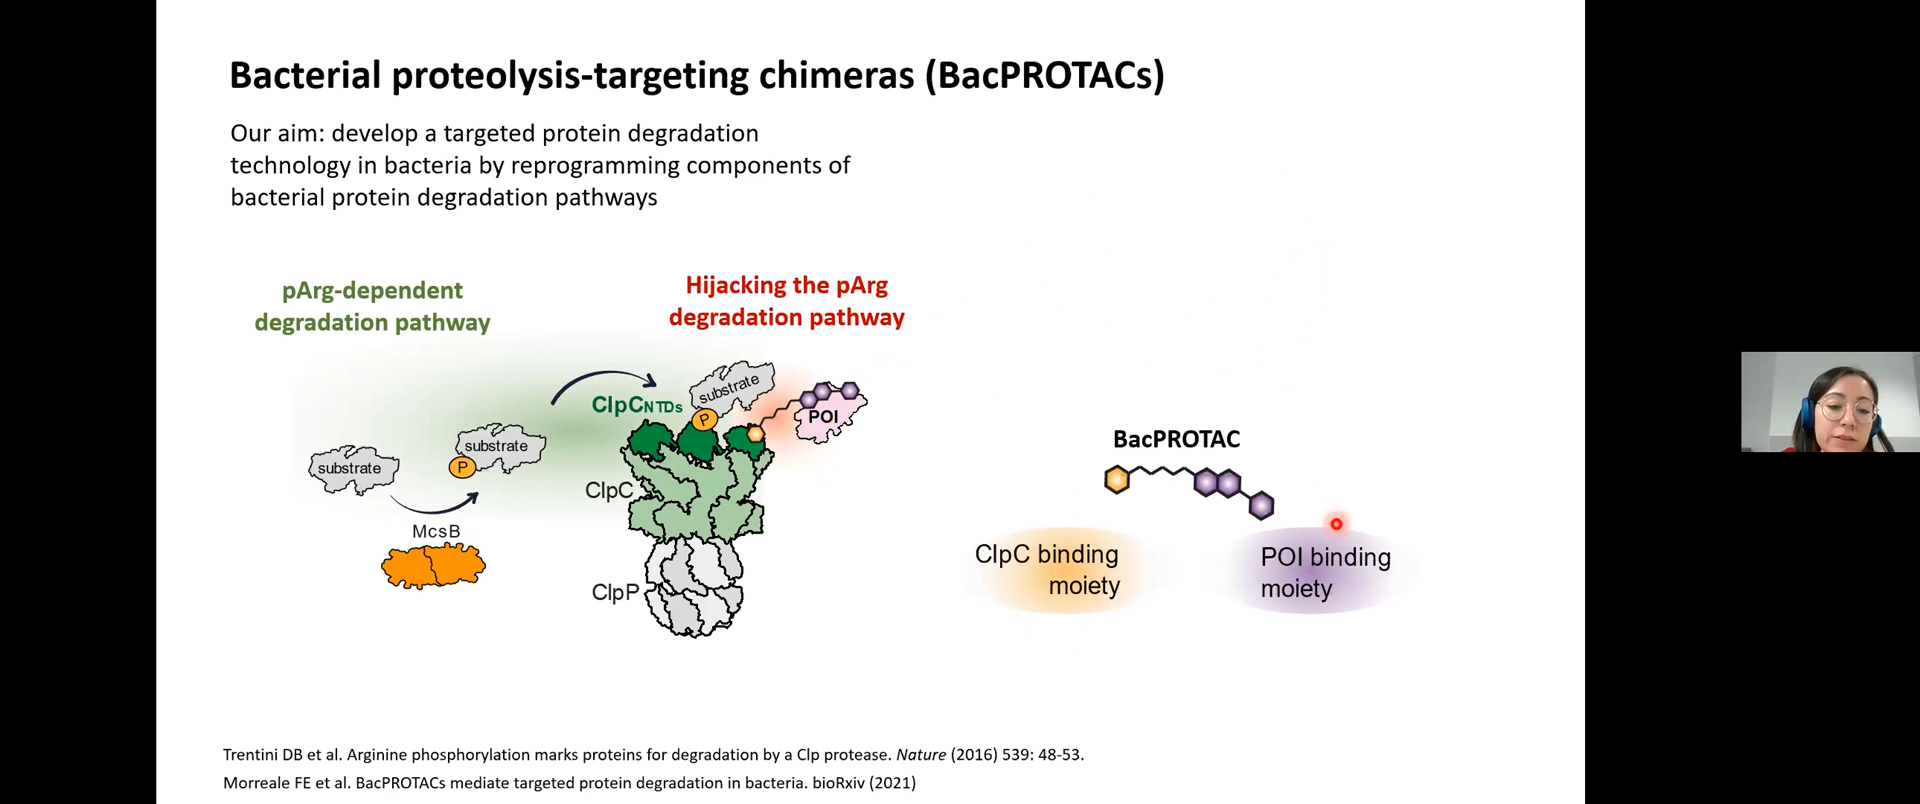 Bacterial proteolysis-targeting chimeras (BacPROTACs)
Our aim: develop a targeted protein degradation
technology in bacteria by reprogramming components of
bacterial protein degradation pathways
pArg-dependent
degradation pathway
Hijacking the pArg
degradation pathway
substrate
P
substrate
McsB
ClpCNTDs
substrate
P
POI
ClpC
ClpP
BacPROTAC
ClpC binding
moiety
POI binding
moiety
Trentini DB et al. Arginine phosphorylation marks proteins for degradation by a Clp protease. Nature (2016) 539: 48-53.
Morreale FE et al. BacPROTACs mediate targeted protein degradation in bacteria. bioRxiv (2021)